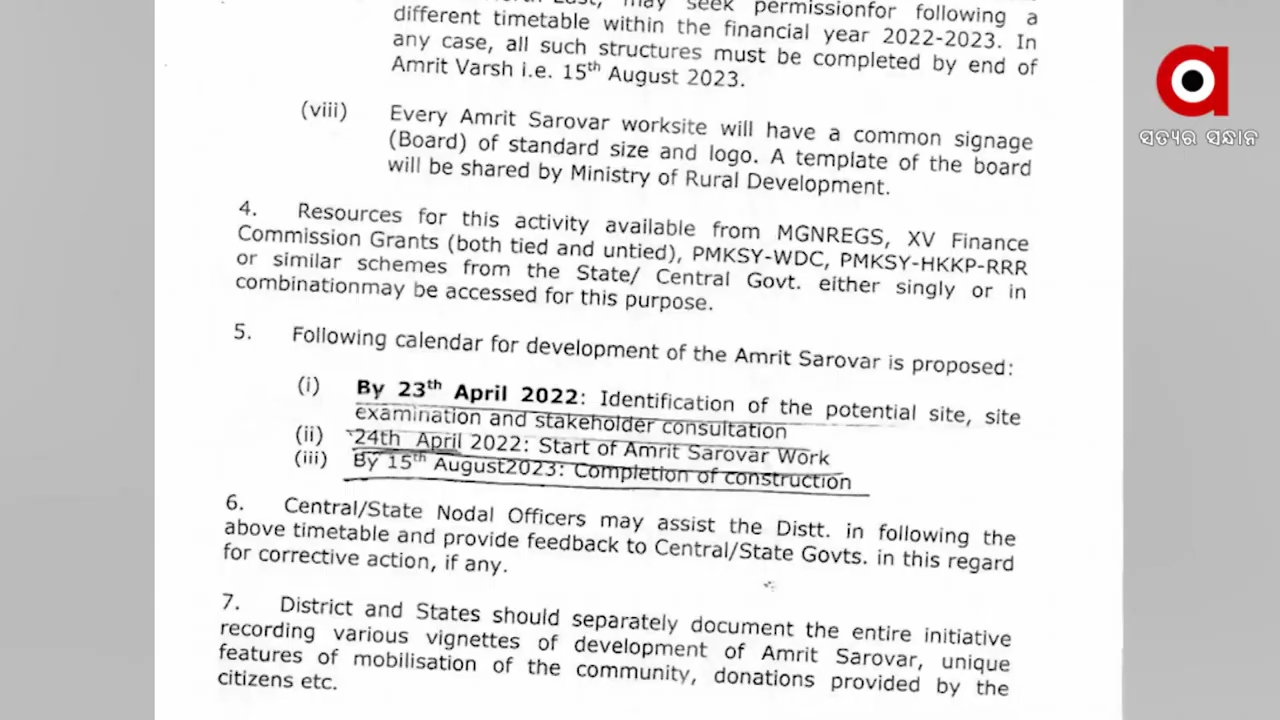 may seek permissionfor following a
different timetable within the financial year 2022-2023. In
any case, all such structures must be completed by end of
Amrit Varsh i.e. 15th August 2023.
(viii) Every Amrit Sarovar worksite will have a common signage
(Board) of standard size and logo. A template of the board
will be shared by Ministry of Rural Development.
4. Resources for this activity available from MGNREGS, XV Finance
Commission Grants (both tied and untied), PMKSY-WDC, PMKSY-HKKP-RRR
or similar schemes from the State/ Central Govt. either singly or in
combinationmay be accessed for this purpose.
5. Following calendar for development of the Amrit Sarovar is proposed:
(i) By 23th April 2022: Identification of the potential site, site
examination and stakeholder consultation
(ii) 24th April 2022: Start of Amrit Sarovar Work
(iii) By 15th August2023: Completion of construction
6. Central/State Nodal Officers may assist the Distt. in following the
above timetable and provide feedback to Central/State Govts. in this regard
for corrective action, if any.
7. District and States should separately document the entire initiative
recording various vignettes of development of Amrit Sarovar, unique
features of mobilisation of the community, donations provided by the
citizens etc.
a
ସତ୍ୟର ସନ୍ଧାନ